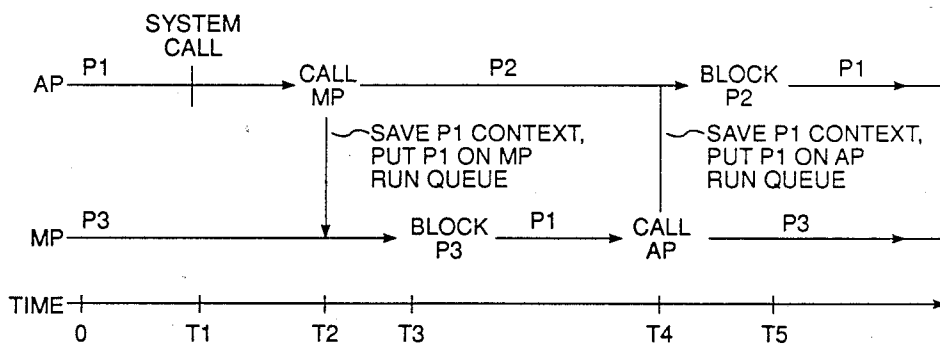 SYSTEM
CALL
AP P1 CALL MP P2 BLOCK P2 P1
SAVE P1 CONTEXT,
PUT P1 ON MP
RUN QUEUE
SAVE P1 CONTEXT,
PUT P1 ON AP
RUN QUEUE
MP P3 BLOCK P3 P1 CALL AP P3
TIME
0 T1 T2 T3 T4 T5